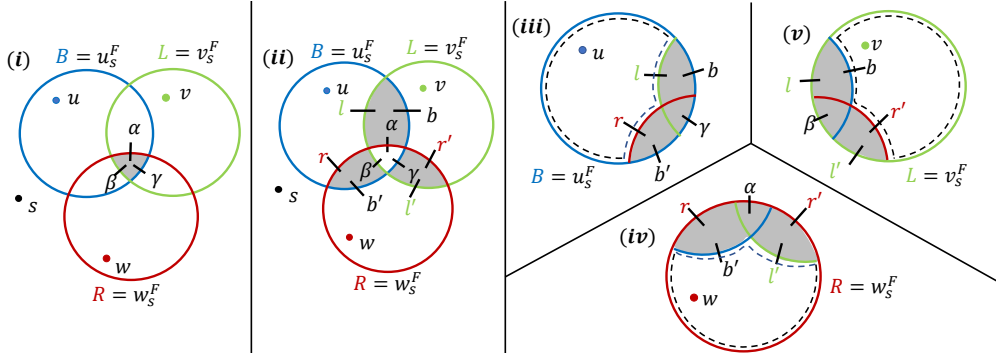 (i)
B = u_s^F
L = v_s^F
u
v
α
β
γ
s
w
R = w_s^F
(ii)
B = u_s^F
L = v_s^F
u
v
l
b
α
r
r′
β
γ
b′
l′
s
w
R = w_s^F
(iii)
u
l
b
r
γ
b′
B = u_s^F
(v)
v
l
b
β
r′
l′
L = v_s^F
(iv)
α
r
r′
b′
l′
w
R = w_s^F